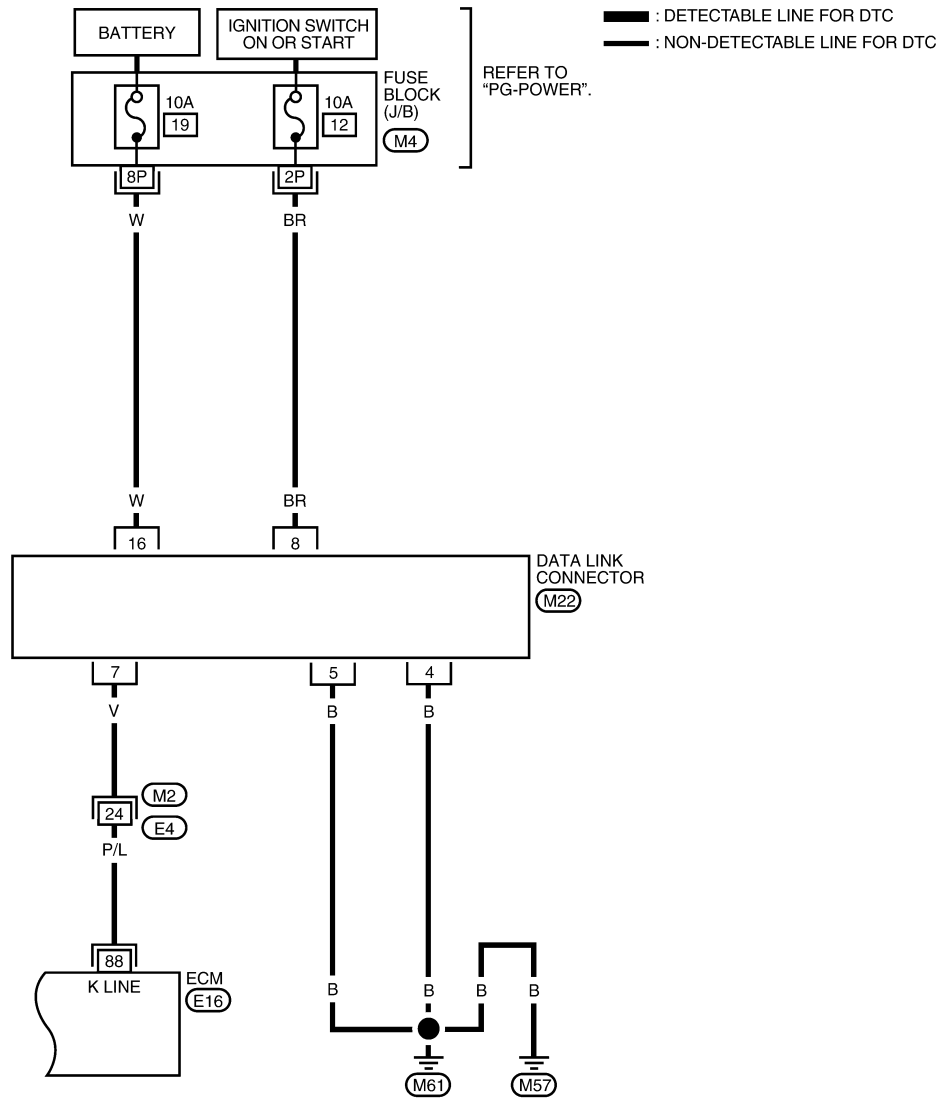 BATTERY
IGNITION SWITCH
ON OR START
: DETECTABLE LINE FOR DTC
: NON-DETECTABLE LINE FOR DTC
FUSE
BLOCK
(J/B)
M4
REFER TO
“PG-POWER”.
10A
19
10A
12
8P
2P
W
BR
W
BR
16
8
DATA LINK
CONNECTOR
M22
7
5
4
V
B
B
M2
24
E4
P/L
88
K LINE
ECM
E16
B
B
B
B
M61
M57